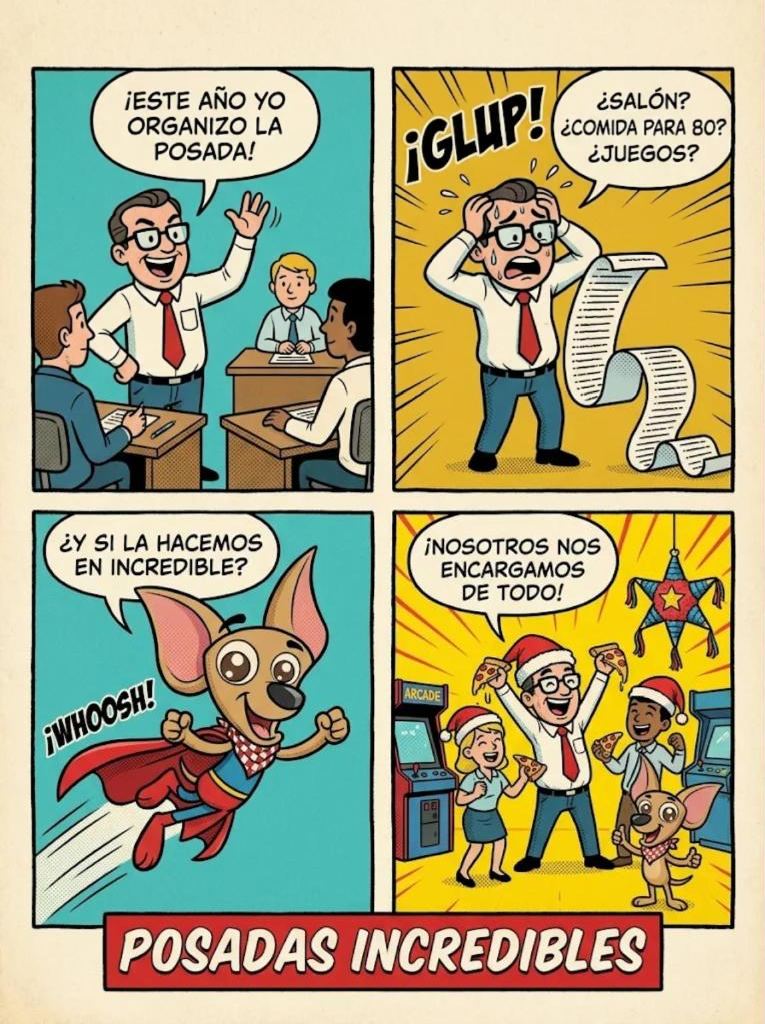 ¡ESTE AÑO YO
ORGANIZO LA
POSADA!
¡GLUP!
¿SALÓN?
¿COMIDA PARA 80?
¿JUEGOS?
¿Y SI LA HACEMOS
EN INCREDIBLE?
¡WHOOSH!
¡NOSOTROS NOS
ENCARGAMOS
DE TODO!
ARCADE
POSADAS INCREDIBLES